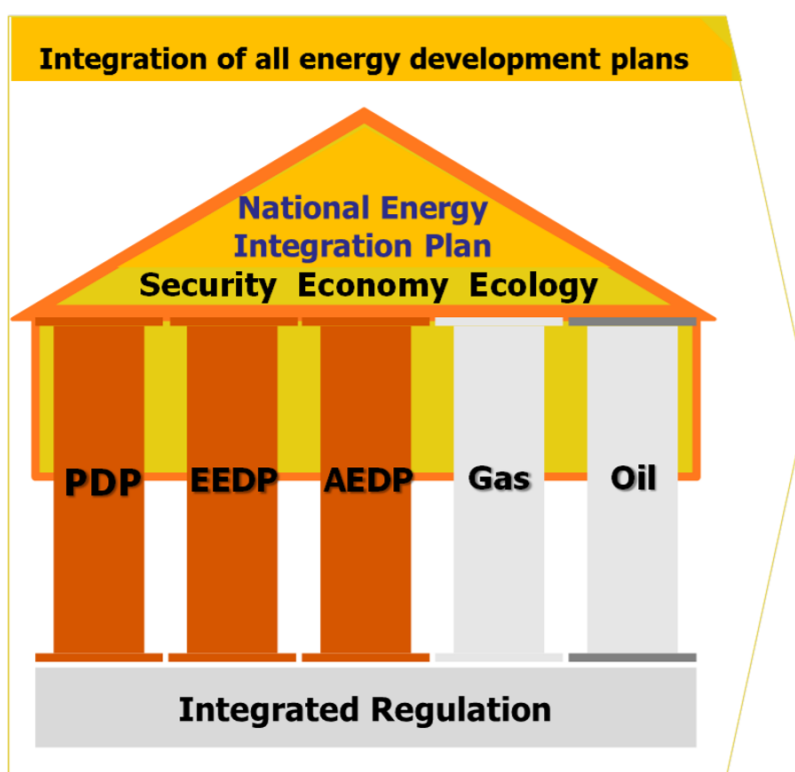 Integration of all energy development plans
National Energy
Integration Plan
Security Economy Ecology
PDP EEDP AEDP Gas Oil
Integrated Regulation